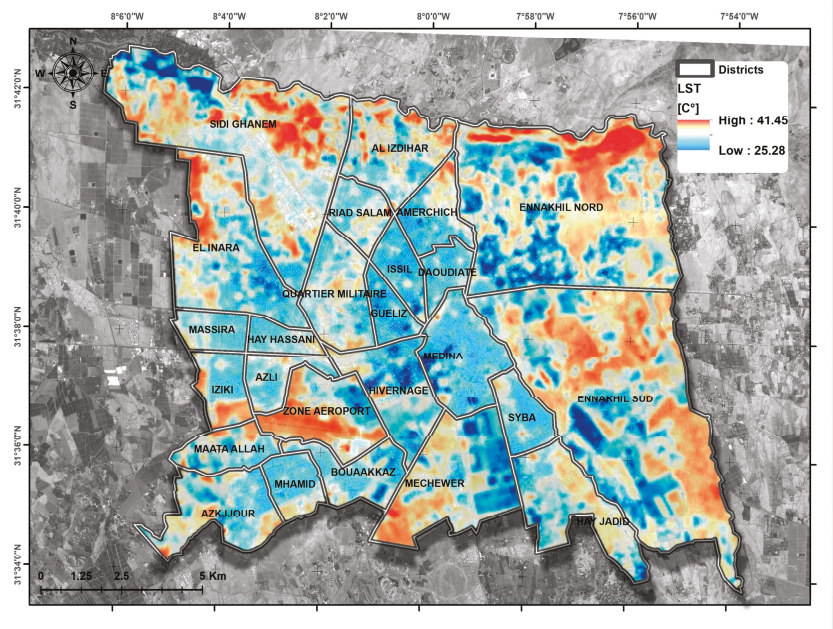 8°6'0"W 8°4'0"W 8°2'0"W 8°0'0"W 7°58'0"W 7°56'0"W 7°54'0"W
N
W E
S
Districts
LST
[C°]
High : 41.45
Low : 25.28
31°42'0"N
31°40'0"N
31°38'0"N
31°36'0"N
31°34'0"N
SIDI GHANEM
AL IZDIHAR
RIAD SALAM
AMERCHICH
ENNAKHIL NORD
EL INARA
ISSIL
DAOUDIATE
QUARTIER MILITAIRE
GUELIZ
MASSIRA
HAY HASSANI
MEDINA
AZLI
IZIKI
HIVERNAGE
ENNAKHIL SUD
ZONE AEROPORT
SYBA
MAATA ALLAH
BOUAAKKAZ
MHAMID
MECHEWER
AZKIJOUR
HAY JADID
0 1.25 2.5 5 Km